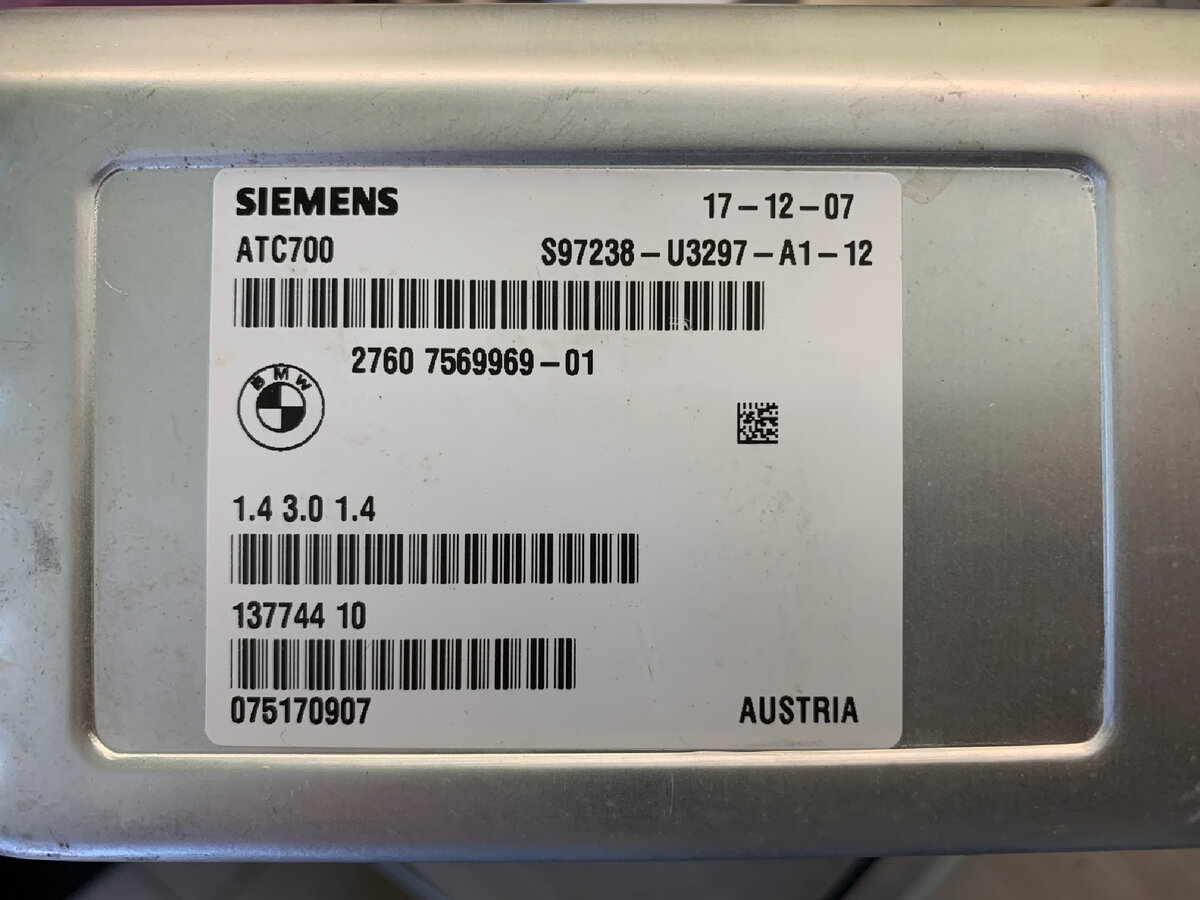 SIEMENS 17-12-07
ATC700 S97238-U3297-A1-12
2760 7569969-01
BMW
1.4 3.0 1.4
137744 10
075170907 AUSTRIA